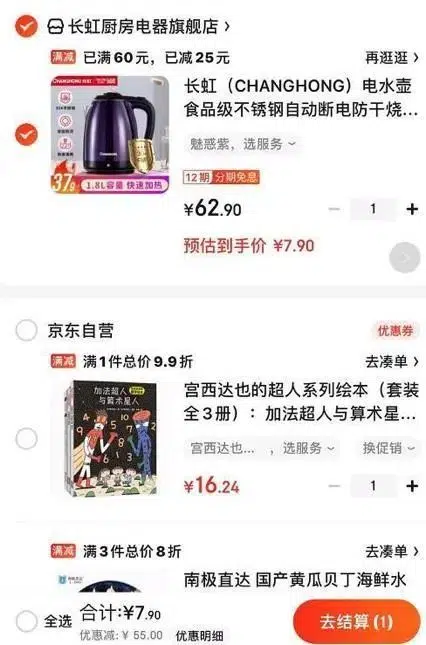 长虹厨房电器旗舰店 ›
满减 已满60元，已减25元 再逛逛 ›
CHANGHONG
长虹（CHANGHONG）电水壶
食品级不锈钢自动断电防干烧...
魅惑紫，选服务
37.9
1.8L容量 快速加热
12期 分期免息
¥62.90
1
预估到手价 ¥7.90
京东自营 优惠券
满减 满1件总价9.9折 去凑单 ›
加法超人
与算术星人
宫西达也的超人系列绘本（套装
全3册）：加法超人与算术星...
宫西达也... ，选服务 换促销
¥16.24
1
满减 满3件总价8折 去凑单 ›
南极直达 国产黄瓜贝丁海鲜水
全选 合计:¥7.90
优惠减: ¥ 55.00 优惠明细
去结算(1)